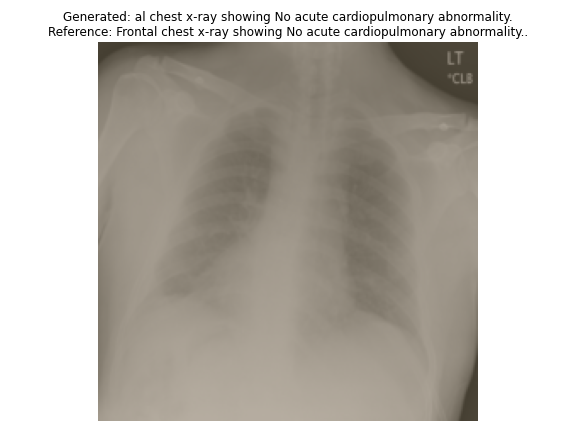 Generated: al chest x-ray showing No acute cardiopulmonary abnormality.
Reference: Frontal chest x-ray showing No acute cardiopulmonary abnormality..
LT